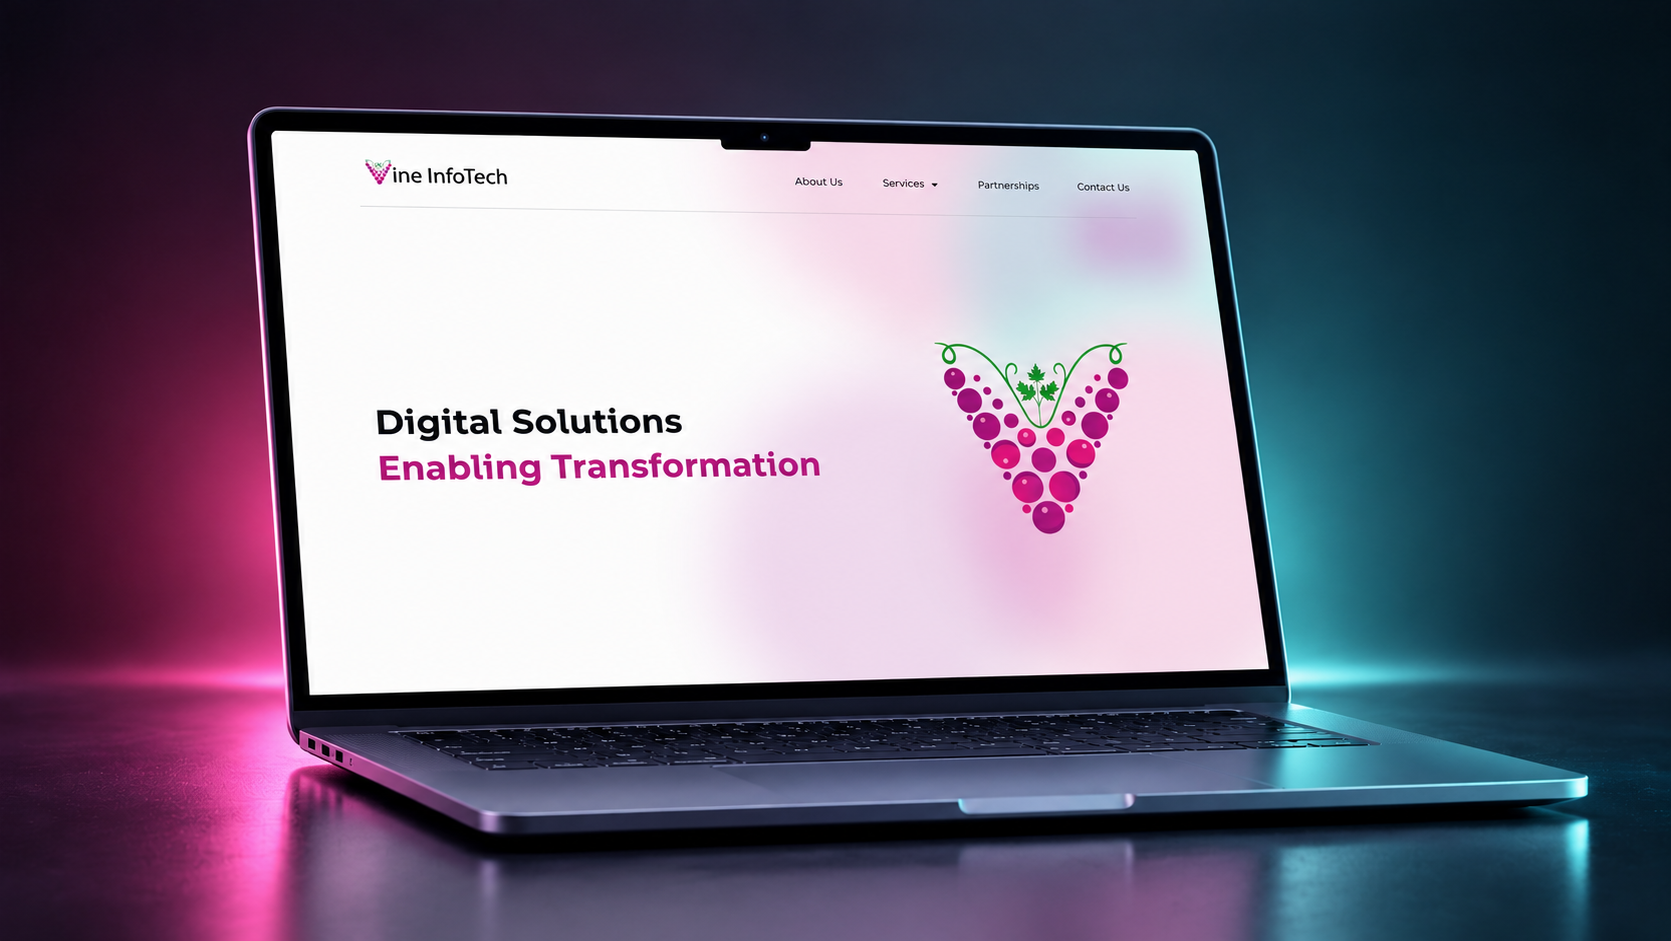 Vine InfoTech
About Us
Services
Partnerships
Contact Us
Digital Solutions
Enabling Transformation